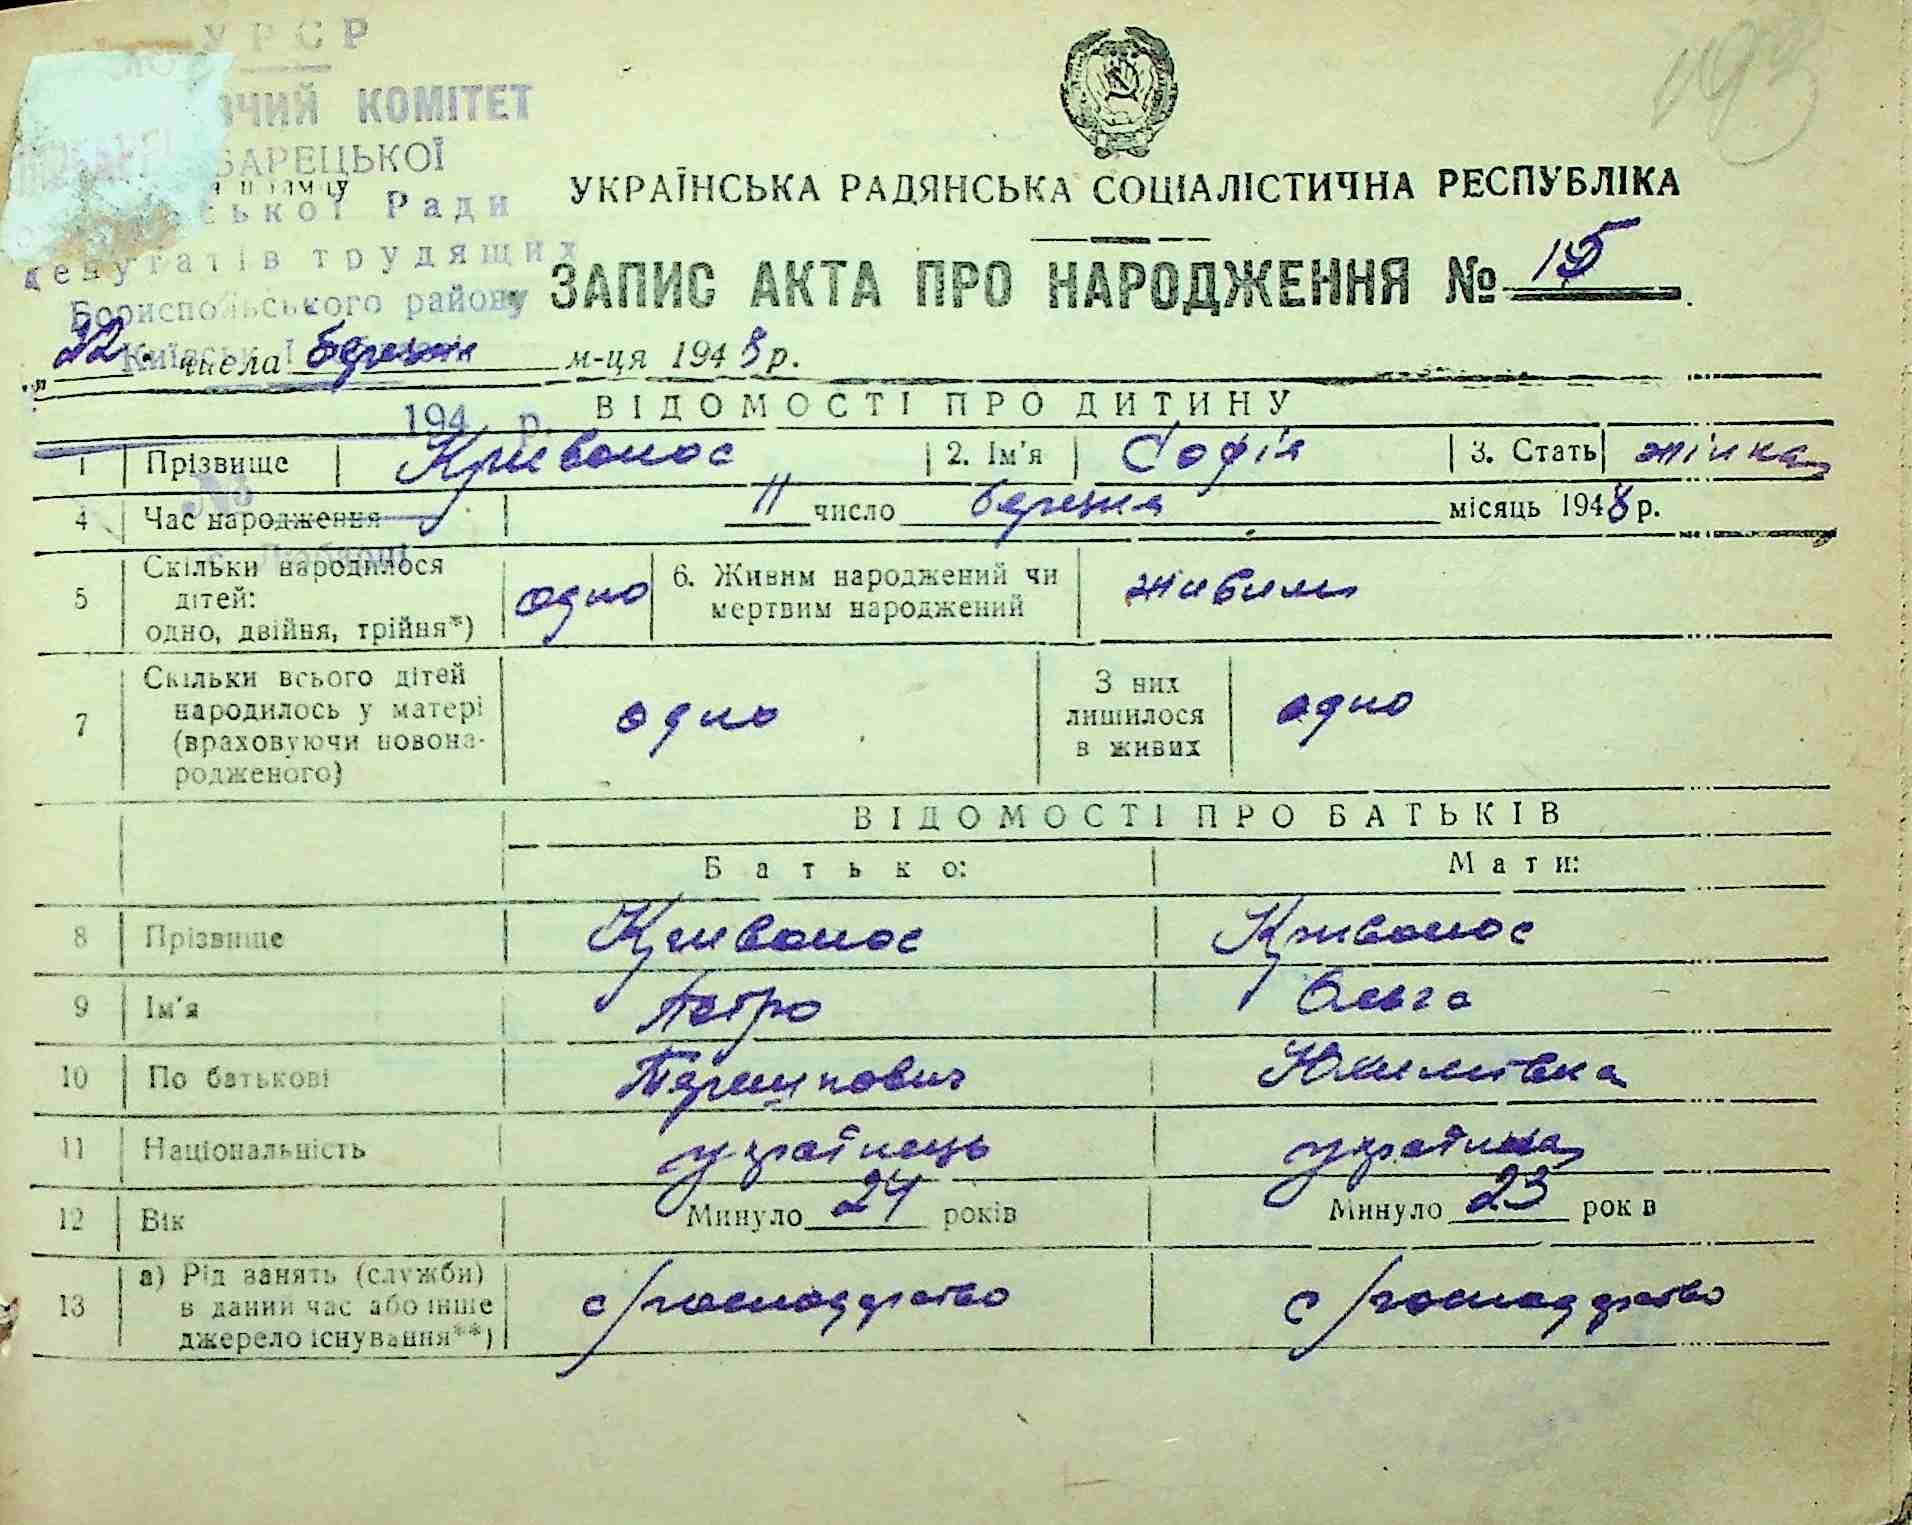 УРСР
КОМІТЕТ
БАРЕЦЬКОЇ
Ради
депутатів трудящих
Бориспольського району
194 р.
№
193
УКРАЇНСЬКА РАДЯНСЬКА СОЦІАЛІСТИЧНА РЕСПУБЛІКА
ЗАПИС АКТА ПРО НАРОДЖЕННЯ № 15
22 числа березня м-ця 1948 р.
ВІДОМОСТІ ПРО ДИТИНУ
1 Прізвище Кривонос 2. Ім'я Софія 3. Стать жінка
4 Час народження 11 число березня місяць 1948 р.
5 Скільки народилося
дітей:
одно, двійня, трійня*) одно
6. Живим народжений чи
мертвим народжений живим
7 Скільки всього дітей
народилось у матері
(враховуючи новона-
родженого) одно
З них
лишилося
в живих одно
ВІДОМОСТІ ПРО БАТЬКІВ
Батько: Мати:
8 Прізвище Кривонос Кривонос
9 Ім'я Петро Ольга
10 По батькові
11 Національність українець українка
12 Вік Минуло 24 років Минуло 23 рок в
13 а) Рід занять (служби)
в даний час або інше
джерело існування**) с/господарство с/господарство